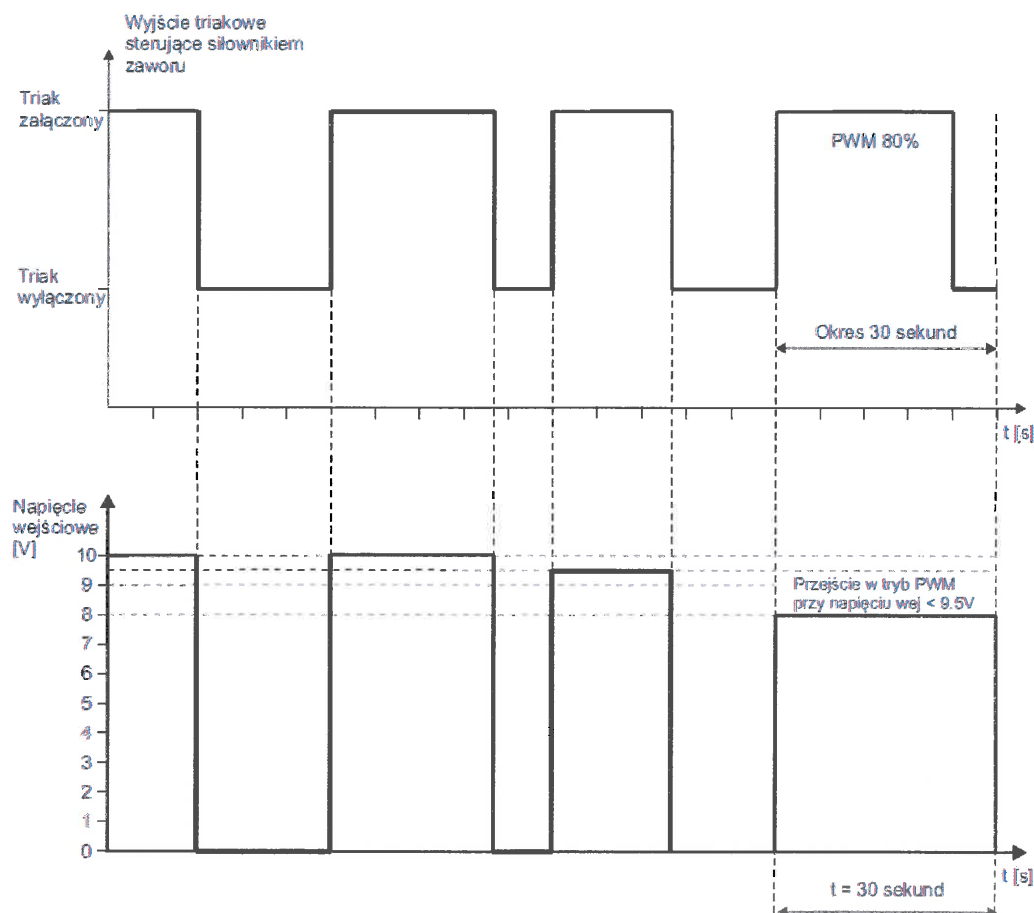 Wyjście triakowe
sterujące siłownikiem
zaworu
Triak
załączony
PWM 80%
Triak
wyłączony
Okres 30 sekund
t [s]
Napięcie
wejściowe
[V]
10
9
8
7
6
5
4
3
2
1
0
Przejście w tryb PWM
przy napięciu wej < 9.5V
t [s]
t = 30 sekund